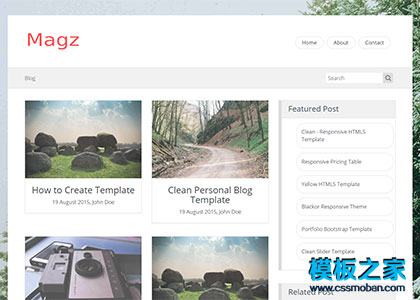 Magz
Home
About
Contact
Blog
Search
How to Create Template
19 August 2015, John Doe
Clean Personal Blog
Template
19 August 2015, John Doe
Featured Post
Clean - Responsive HTML5
Template
Responsive Pricing Table
Yellow HTML5 Template
Blackor Responsive Theme
Portfolio Bootstrap Template
Clean Slider Template
Related Post
模板之家
www.cssmoban.com